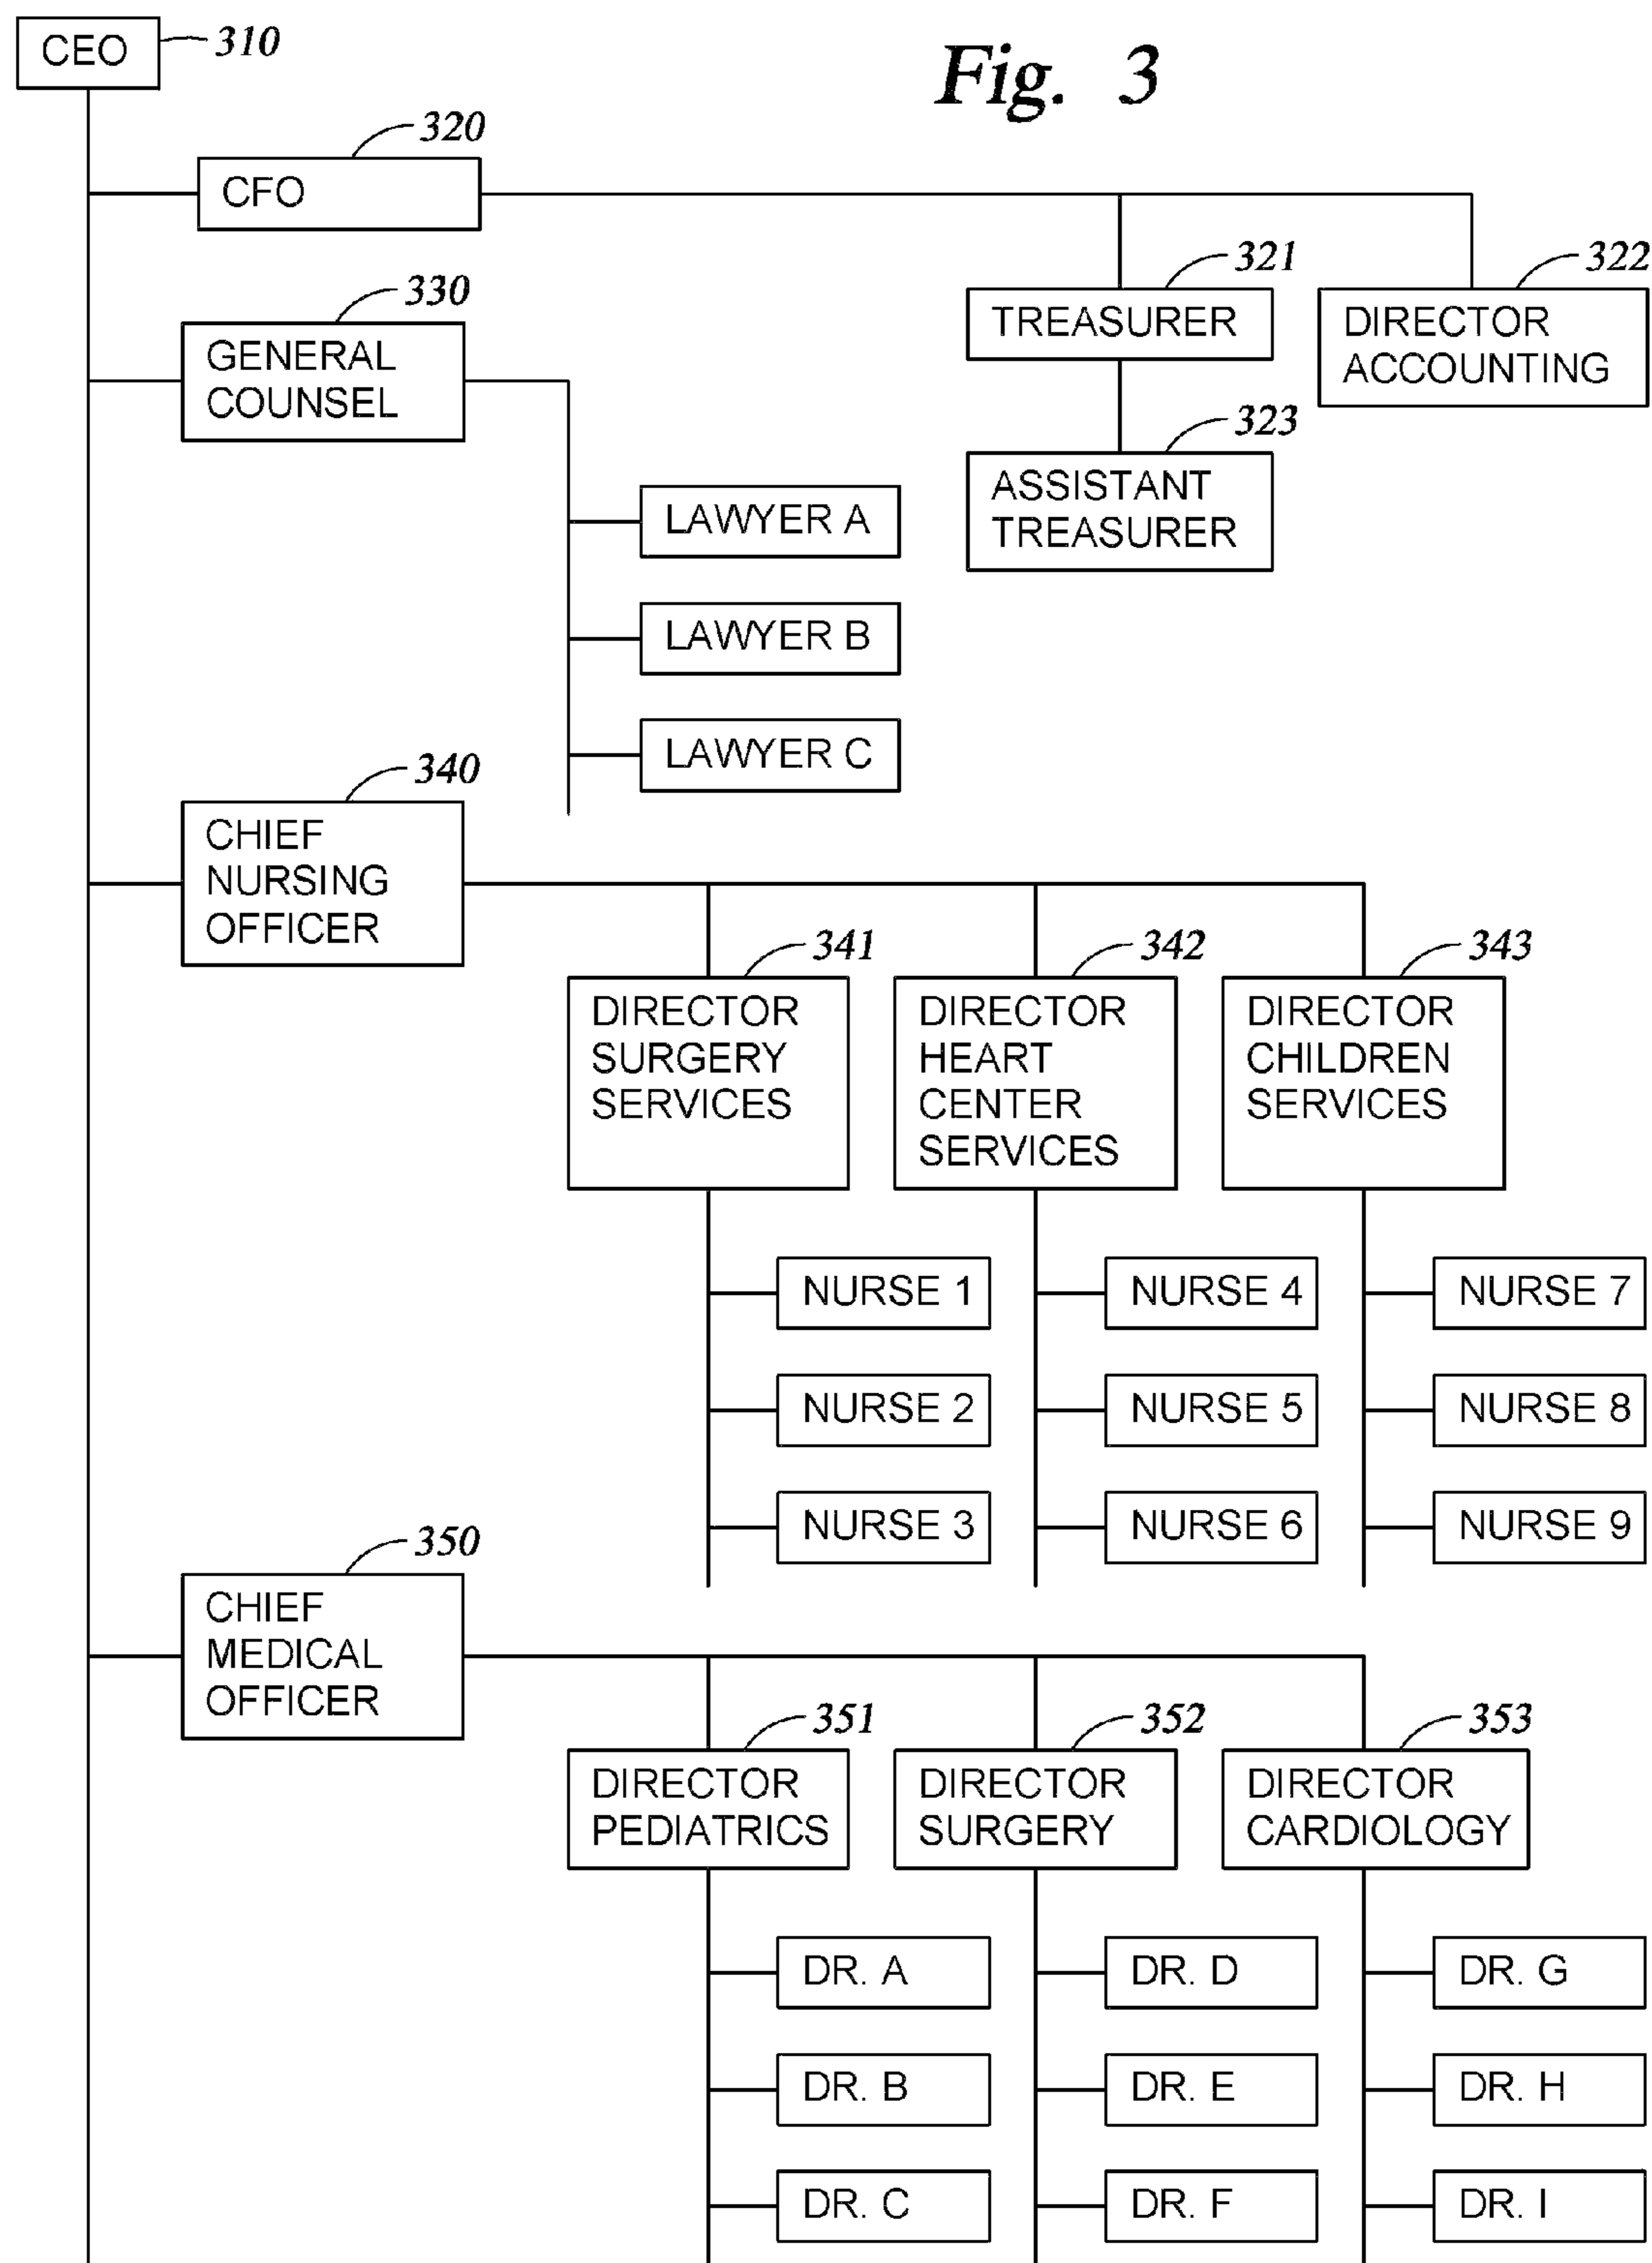 CEO
310
Fig. 3
320
CFO
321
322
330
TREASURER
DIRECTOR
ACCOUNTING
GENERAL
COUNSEL
323
ASSISTANT
TREASURER
LAWYER A
LAWYER B
LAWYER C
340
CHIEF
NURSING
OFFICER
341
342
343
DIRECTOR
SURGERY
SERVICES
DIRECTOR
HEART
CENTER
SERVICES
DIRECTOR
CHILDREN
SERVICES
NURSE 1
NURSE 4
NURSE 7
NURSE 2
NURSE 5
NURSE 8
NURSE 3
NURSE 6
NURSE 9
350
CHIEF
MEDICAL
OFFICER
351
352
353
DIRECTOR
PEDIATRICS
DIRECTOR
SURGERY
DIRECTOR
CARDIOLOGY
DR. A
DR. D
DR. G
DR. B
DR. E
DR. H
DR. C
DR. F
DR. I